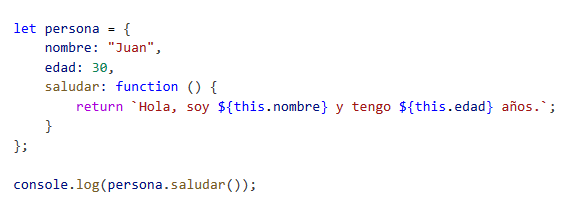 let persona = {
    nombre: "Juan",
    edad: 30,
    saludar: function () {
        return `Hola, soy ${this.nombre} y tengo ${this.edad} años.`;
    }
};

console.log(persona.saludar());